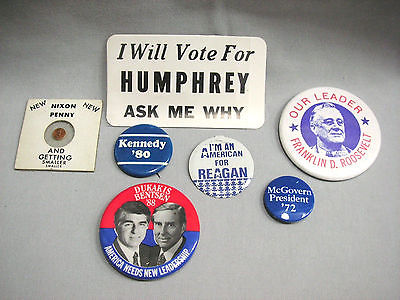 I Will Vote For
HUMPHREY
ASK ME WHY
NEW NIXON NEW
PENNY
AND
GETTING
SMALLER
SMALLER
Kennedy
'80
I'M AN
AMERICAN
FOR
REAGAN
OUR LEADER
FRANKLIN D. ROOSEVELT
McGovern
President
'72
DUKAKIS
BENTSEN
'88
AMERICA NEEDS NEW LEADERSHIP